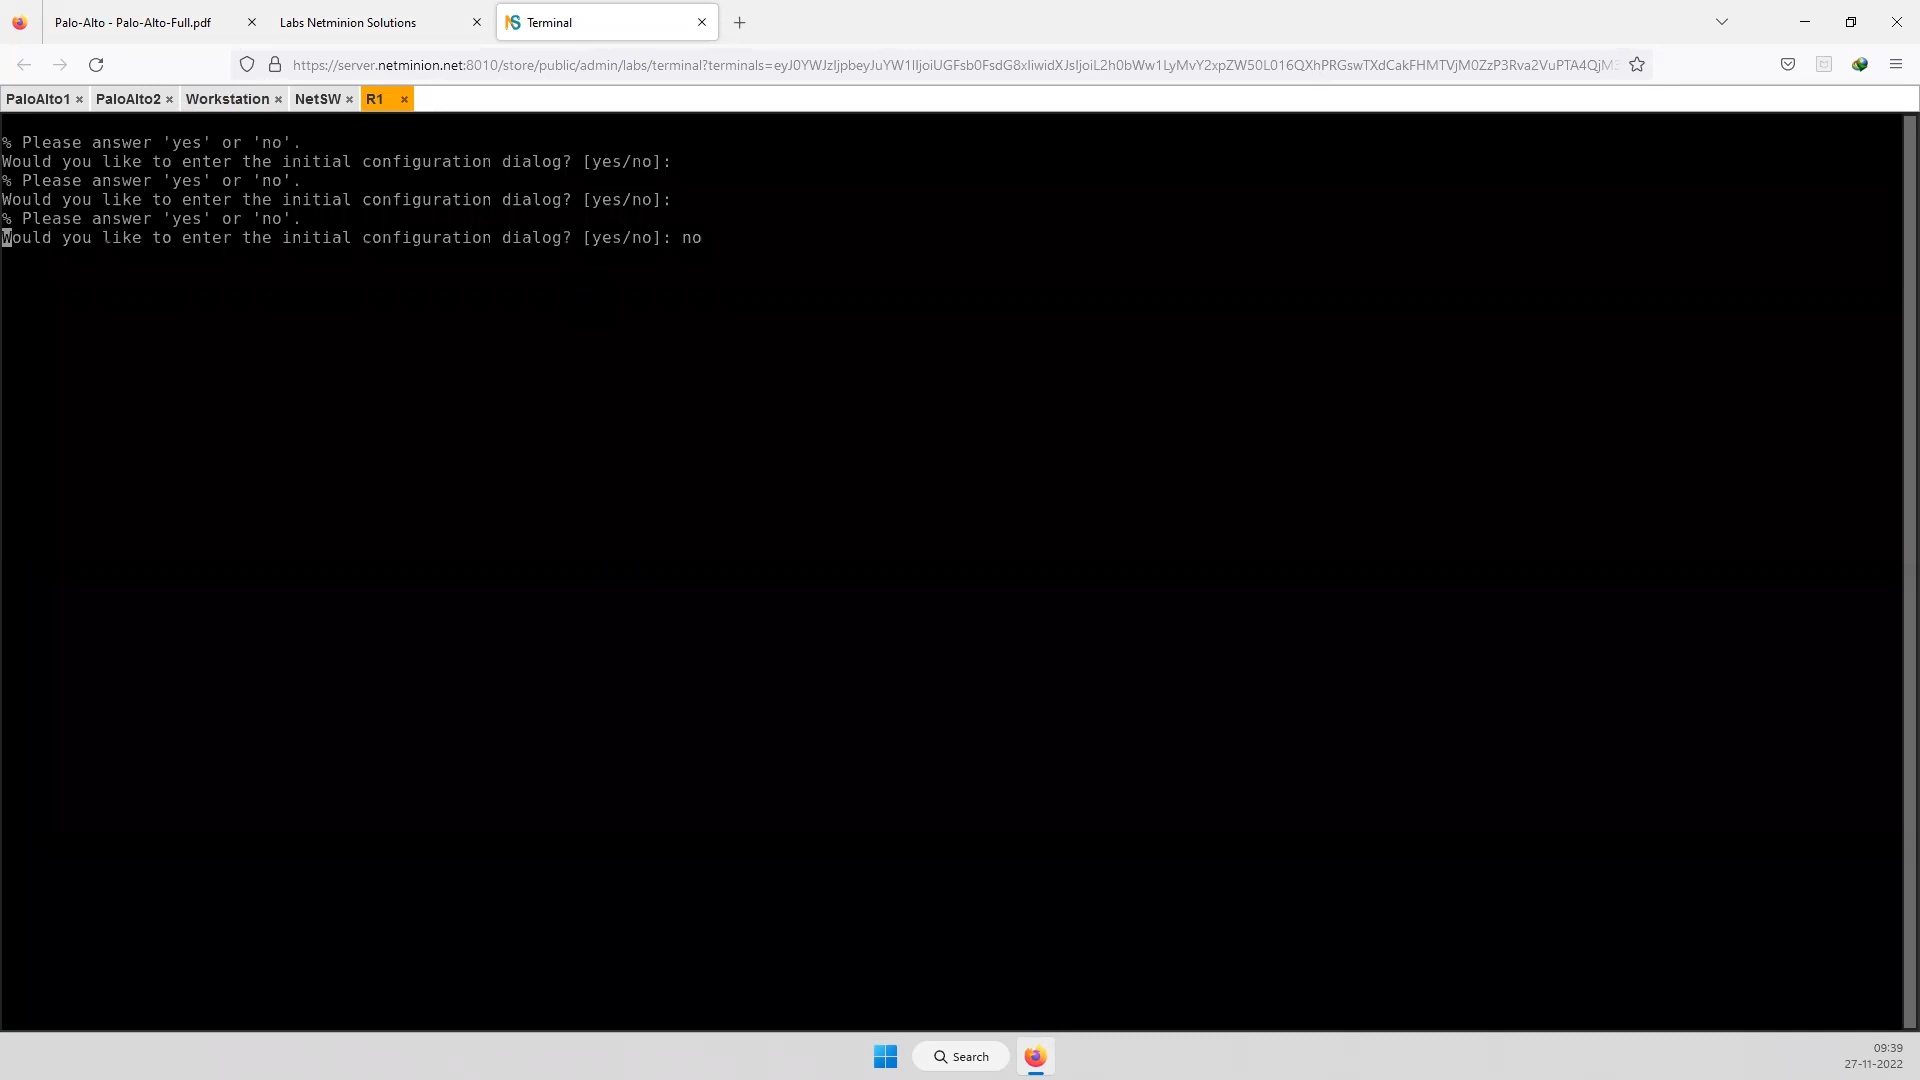 Palo-Alto - Palo-Alto-Full.pdf
Labs Netminion Solutions
Terminal
https://server.netminion.net:8010/store/public/admin/labs/terminal?terminals=
PaloAlto1 × PaloAlto2 × Workstation × NetSW × R1 ×
% Please answer 'yes' or 'no'.
Would you like to enter the initial configuration dialog? [yes/no]:
% Please answer 'yes' or 'no'.
Would you like to enter the initial configuration dialog? [yes/no]:
% Please answer 'yes' or 'no'.
Would you like to enter the initial configuration dialog? [yes/no]: no
Search
09:39
27-11-2022